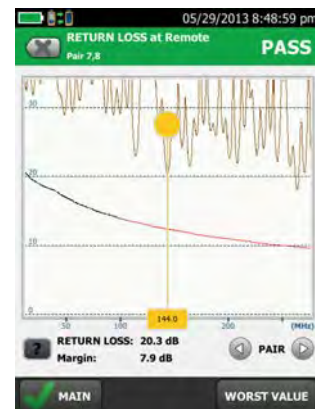 05/29/2013 8:48:59 pm
RETURN LOSS at Remote
PASS
Pair 7,8
30
20
10
0
50 100 144.0 200 (MHz)
? RETURN LOSS: 20.3 dB
PAIR
Margin: 7.9 dB
MAIN
WORST VALUE